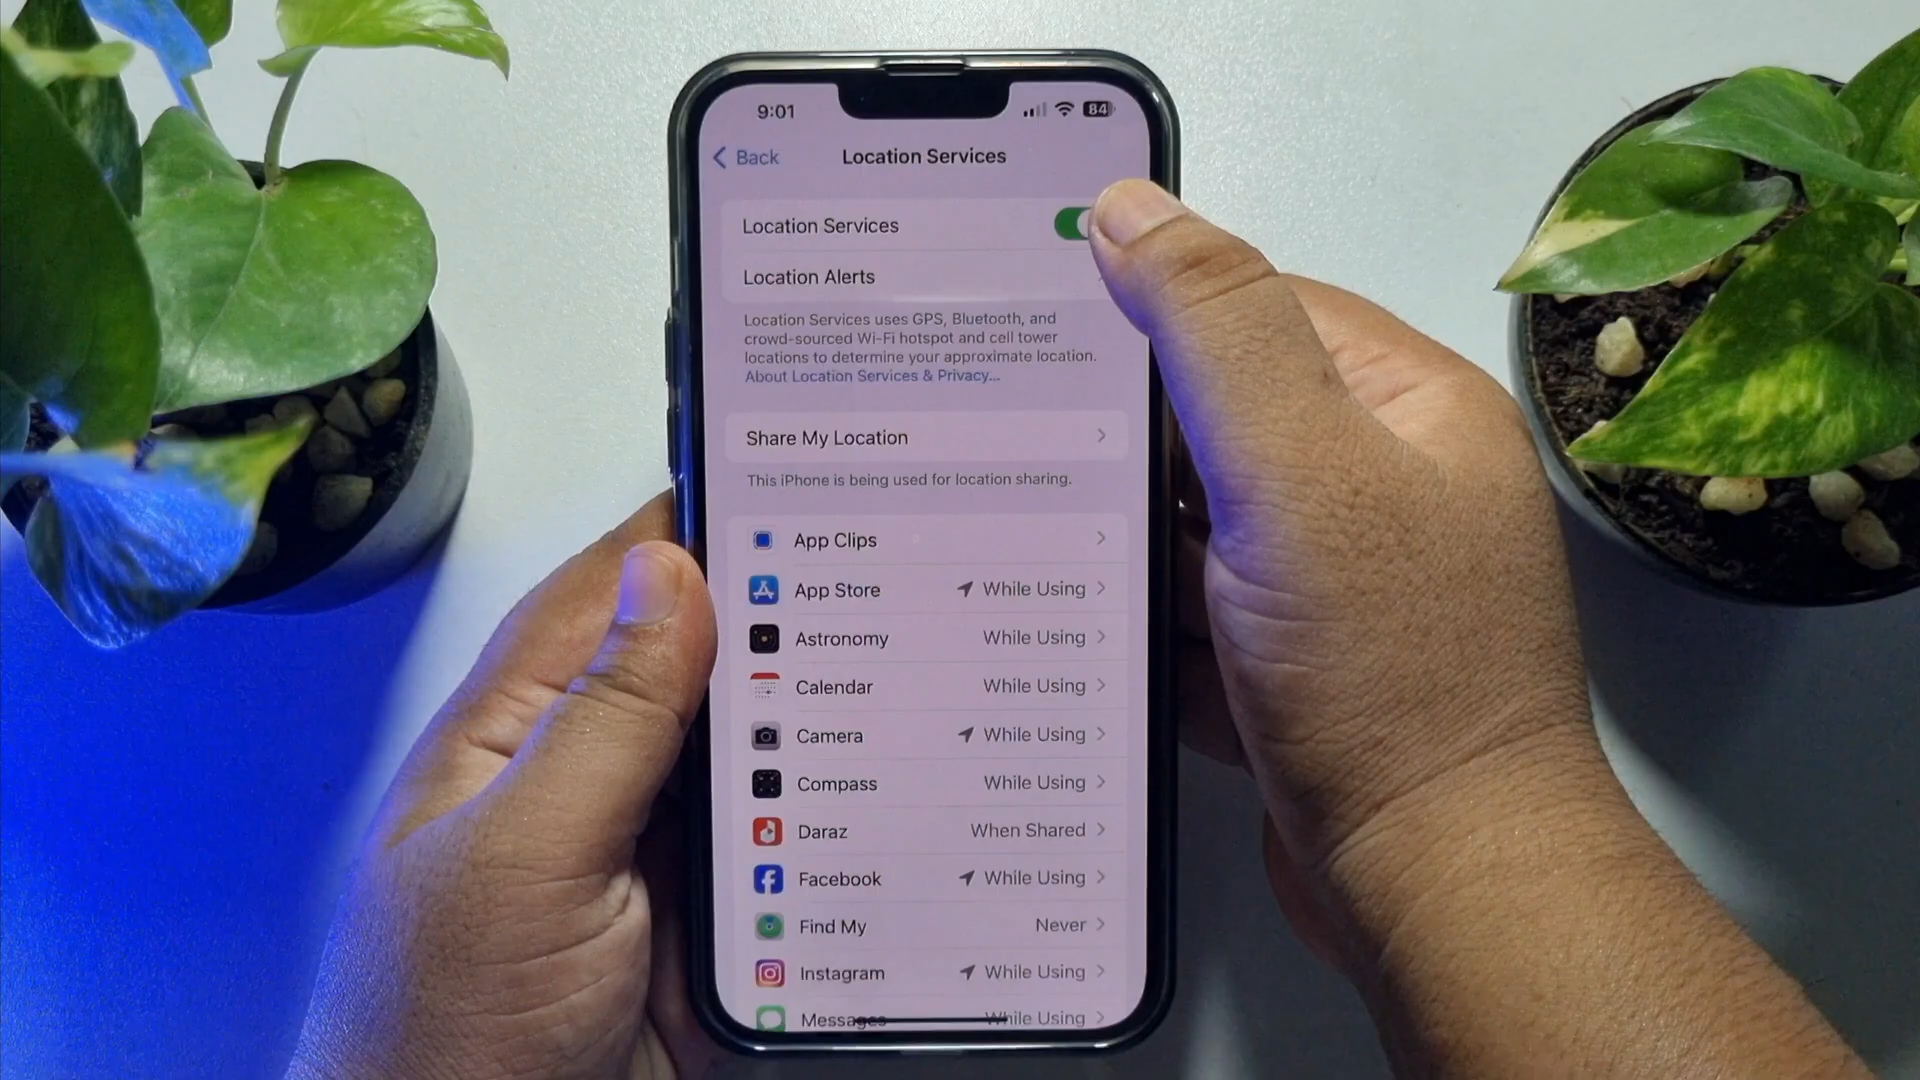 9:01 84
Back Location Services
Location Services
Location Alerts
Location Services uses GPS, Bluetooth, and
crowd-sourced Wi-Fi hotspot and cell tower
locations to determine your approximate location.
About Location Services & Privacy...
Share My Location
This iPhone is being used for location sharing.
App Clips
App Store While Using
Astronomy While Using
Calendar While Using
Camera While Using
Compass While Using
Daraz When Shared
Facebook While Using
Find My Never
Instagram While Using
Messages While Using